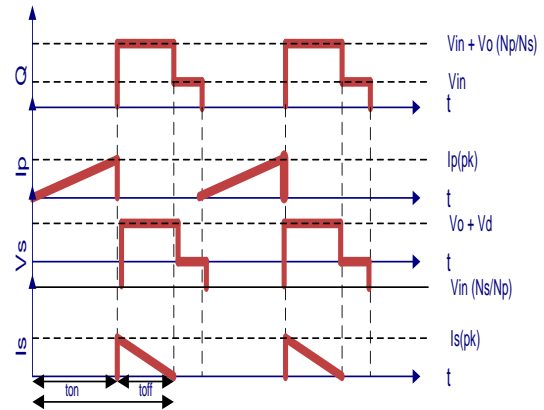 Vin + Vo (Np/Ns)
Q
Vin
t
Ip
Ip(pk)
t
Vs
Vo + Vd
t
Vin (Ns/Np)
Is
Is(pk)
t
ton
toff